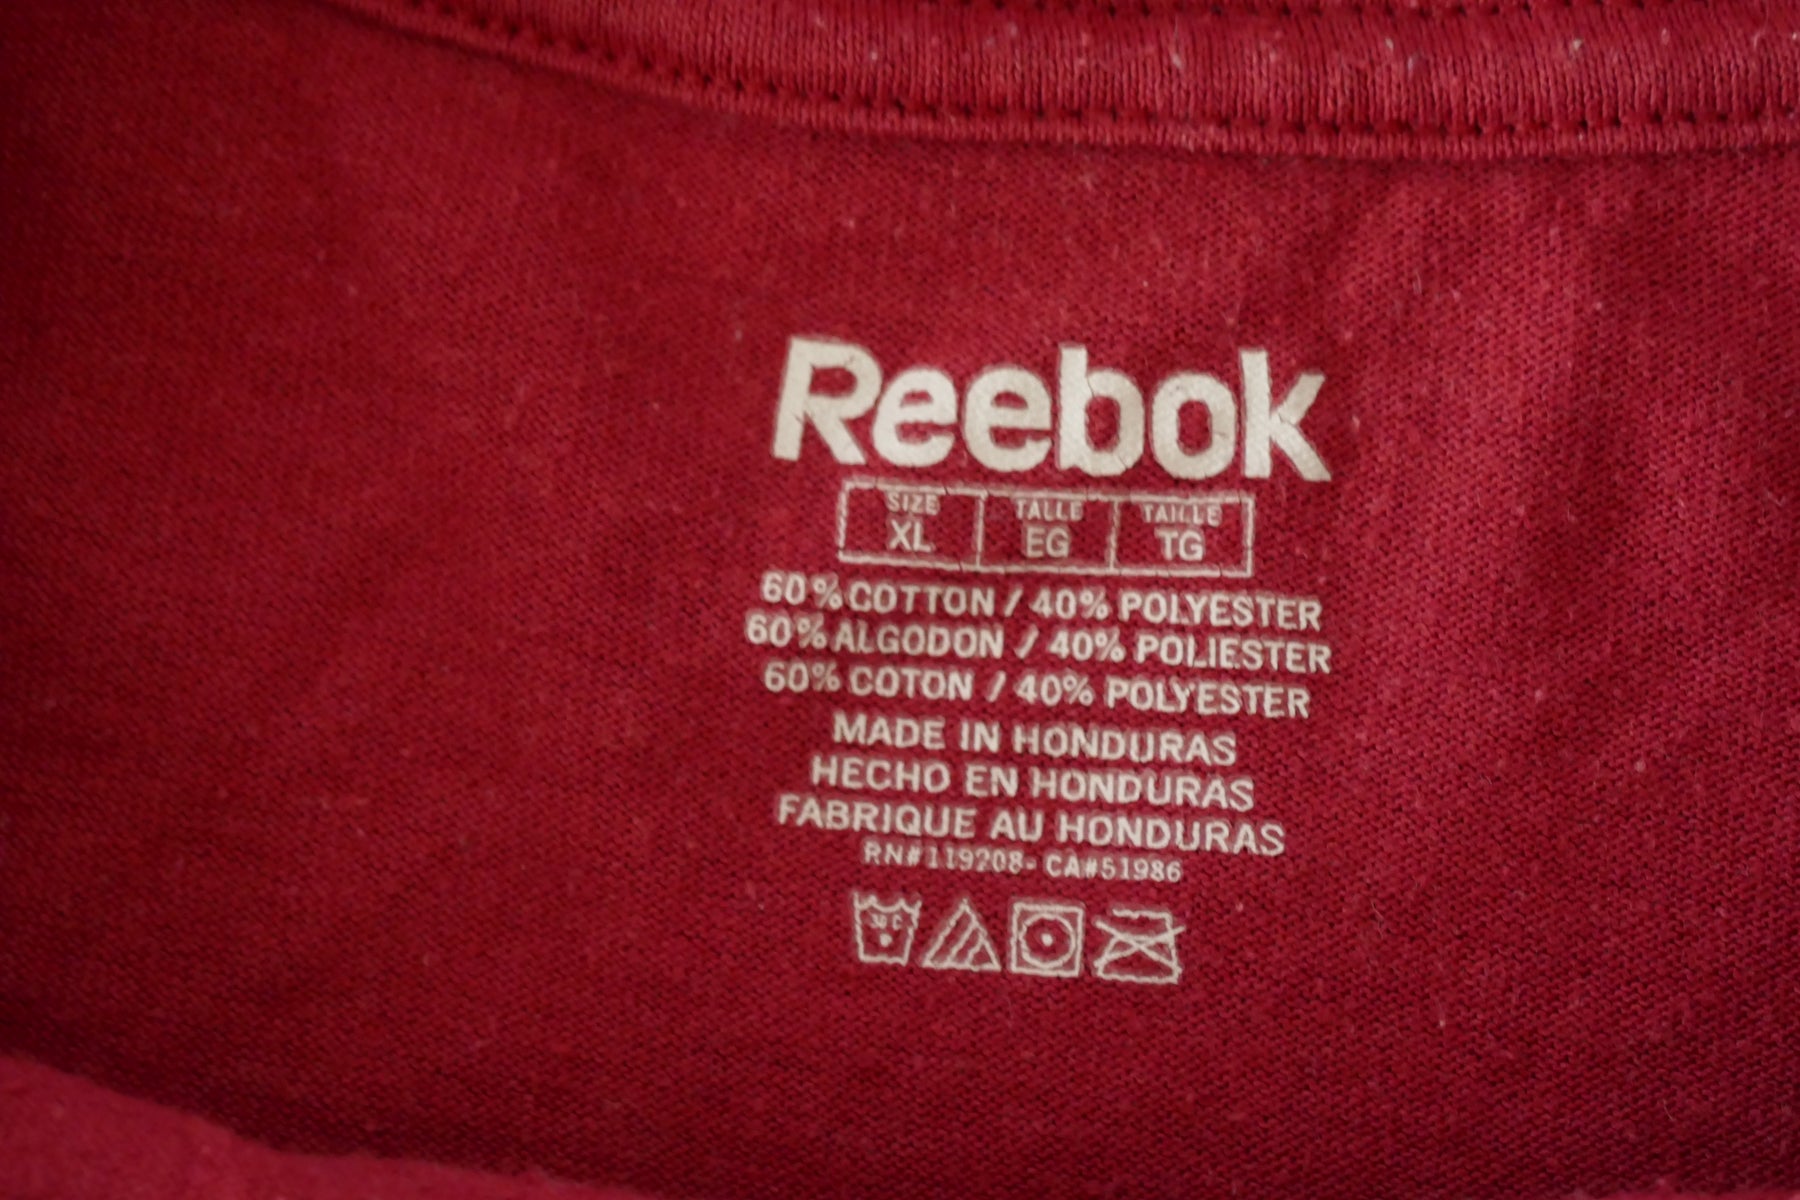 Reebok
SIZE TALLE TAILLE
XL EG TG
60% COTTON / 40% POLYESTER
60% ALGODON / 40% POLIESTER
60% COTON / 40% POLYESTER
MADE IN HONDURAS
HECHO EN HONDURAS
FABRIQUE AU HONDURAS
RN#119208- CA#51986
30 C